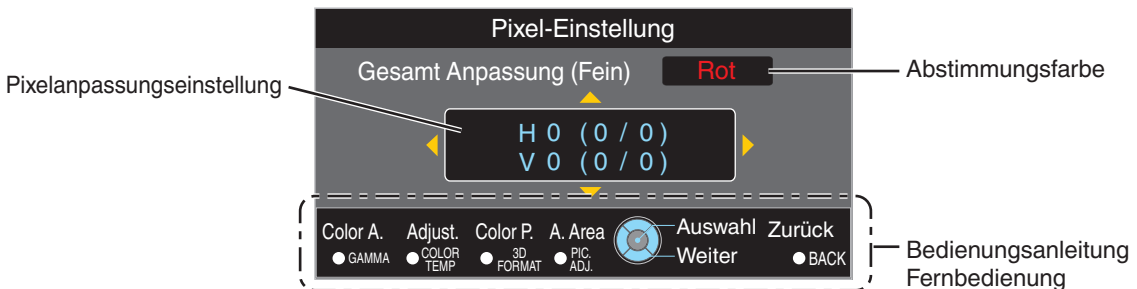 Pixel-Einstellung
Gesamt Anpassung (Fein) Rot
Abstimmungsfarbe
Pixelanpassungseinstellung
H 0 (0 / 0)
V 0 (0 / 0)
Color A. Adjust. Color P. A. Area Auswahl Zurück
GAMMA COLOR TEMP 3D FORMAT PIC. ADJ. Weiter BACK
Bedienungsanleitung
Fernbedienung